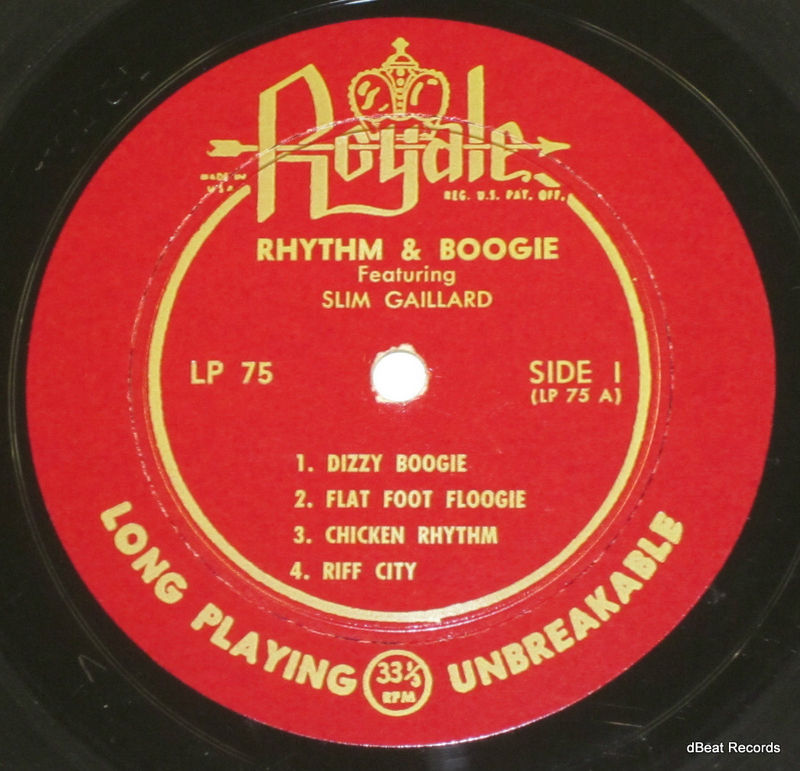 Royale
MADE IN
U.S.A.
REG. U.S. PAT. OFF.
RHYTHM & BOOGIE
Featuring
SLIM GAILLARD
LP 75
SIDE 1
(LP 75 A)
1. DIZZY BOOGIE
2. FLAT FOOT FLOOGIE
3. CHICKEN RHYTHM
4. RIFF CITY
LONG PLAYING
33⅓
RPM
UNBREAKABLE
dBeat Records